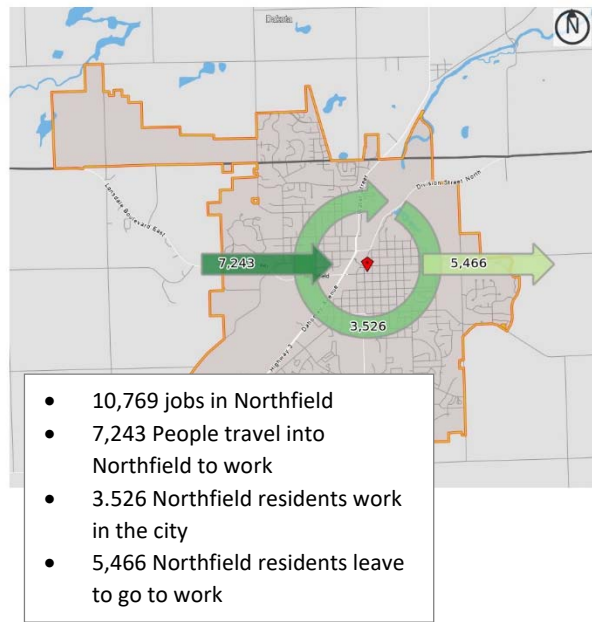 Dakota
N
Division Street North
Lonsdale Boulevard East
7,243
5,466
3,526
Highway 3
• 10,769 jobs in Northfield
• 7,243 People travel into
Northfield to work
• 3.526 Northfield residents work
in the city
• 5,466 Northfield residents leave
to go to work